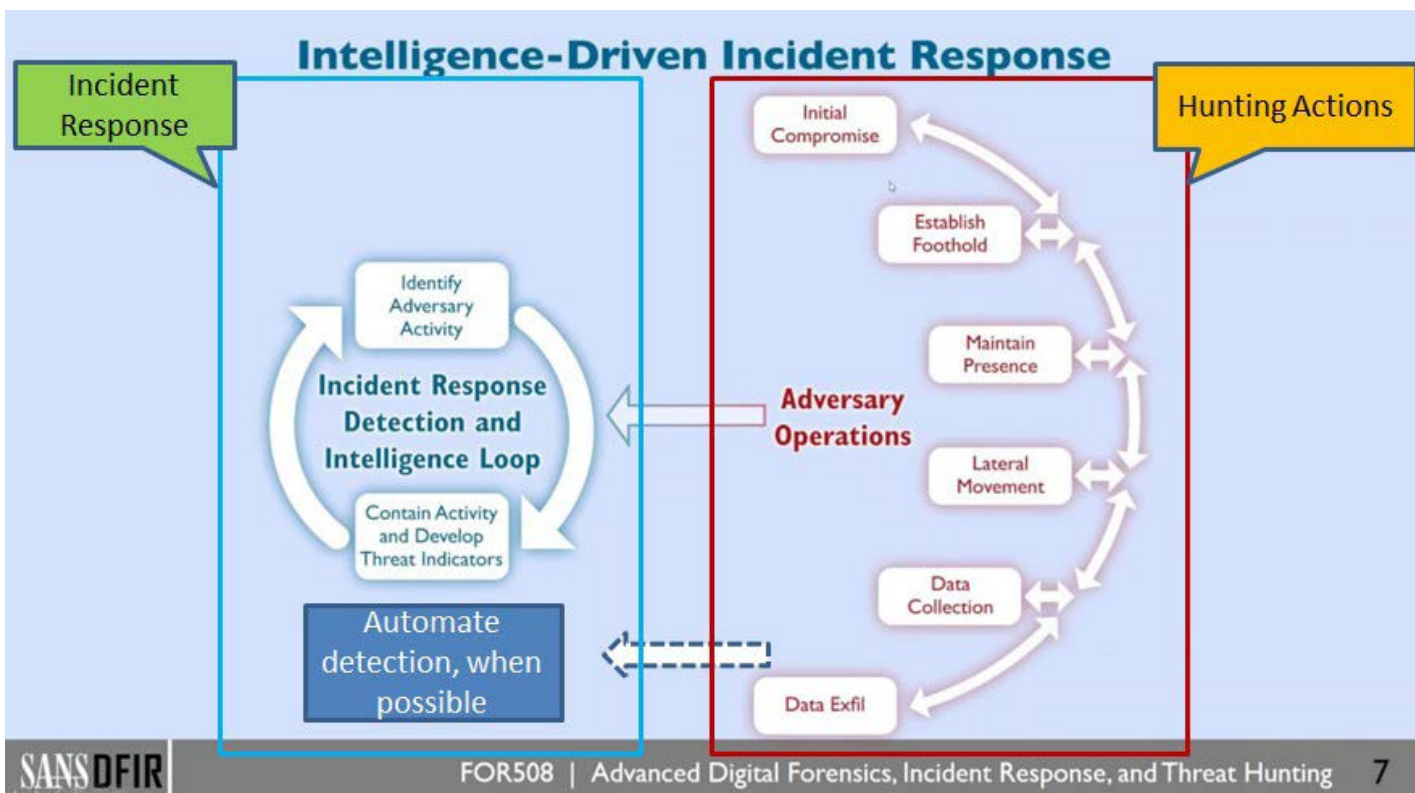 Intelligence-Driven Incident Response
Incident
Response
Hunting Actions
Identify
Adversary
Activity
Incident Response
Detection and
Intelligence Loop
Contain Activity
and Develop
Threat Indicators
Automate
detection, when
possible
Initial
Compromise
Establish
Foothold
Maintain
Presence
Adversary
Operations
Lateral
Movement
Data
Collection
Data Exfil
SANS DFIR
FOR508 | Advanced Digital Forensics, Incident Response, and Threat Hunting 7